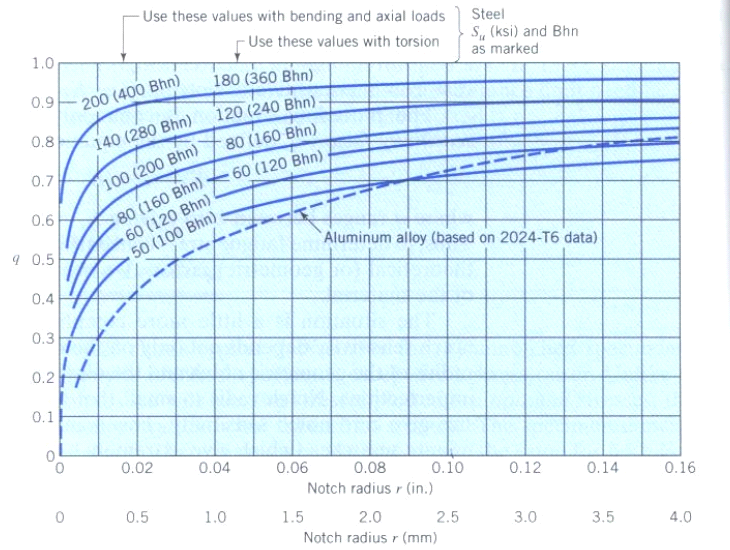 Use these values with bending and axial loads
Use these values with torsion
Steel
Su (ksi) and Bhn
as marked
1.0
0.9
0.8
0.7
0.6
0.5
0.4
0.3
0.2
0.1
0
q
200 (400 Bhn)
180 (360 Bhn)
140 (280 Bhn)
120 (240 Bhn)
100 (200 Bhn)
80 (160 Bhn)
80 (160 Bhn)
60 (120 Bhn)
60 (120 Bhn)
50 (100 Bhn)
Aluminum alloy (based on 2024-T6 data)
0 0.02 0.04 0.06 0.08 0.10 0.12 0.14 0.16
Notch radius r (in.)
0 0.5 1.0 1.5 2.0 2.5 3.0 3.5 4.0
Notch radius r (mm)